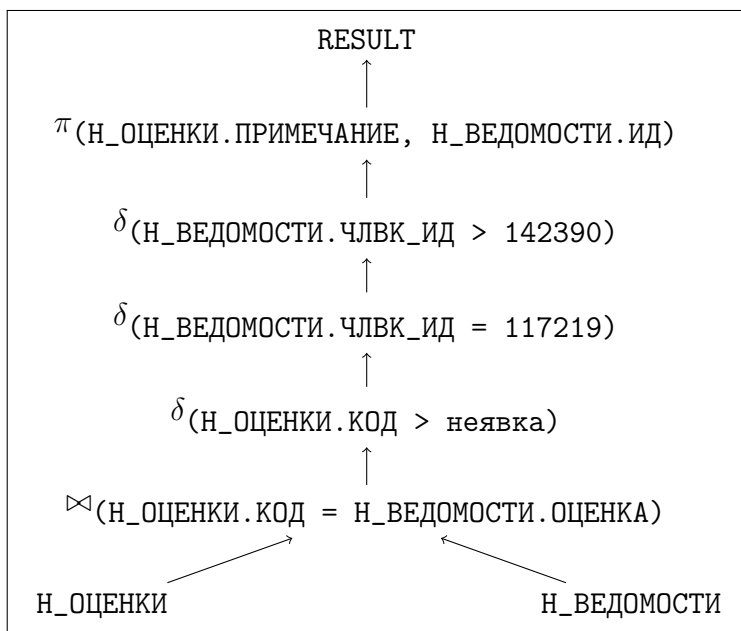 RESULT
π(Н_ОЦЕНКИ.ПРИМЕЧАНИЕ, Н_ВЕДОМОСТИ.ИД)
δ(Н_ВЕДОМОСТИ.ЧЛВК_ИД > 142390)
δ(Н_ВЕДОМОСТИ.ЧЛВК_ИД = 117219)
δ(Н_ОЦЕНКИ.КОД > неявка)
⋈(Н_ОЦЕНКИ.КОД = Н_ВЕДОМОСТИ.ОЦЕНКА)
Н_ОЦЕНКИ Н_ВЕДОМОСТИ